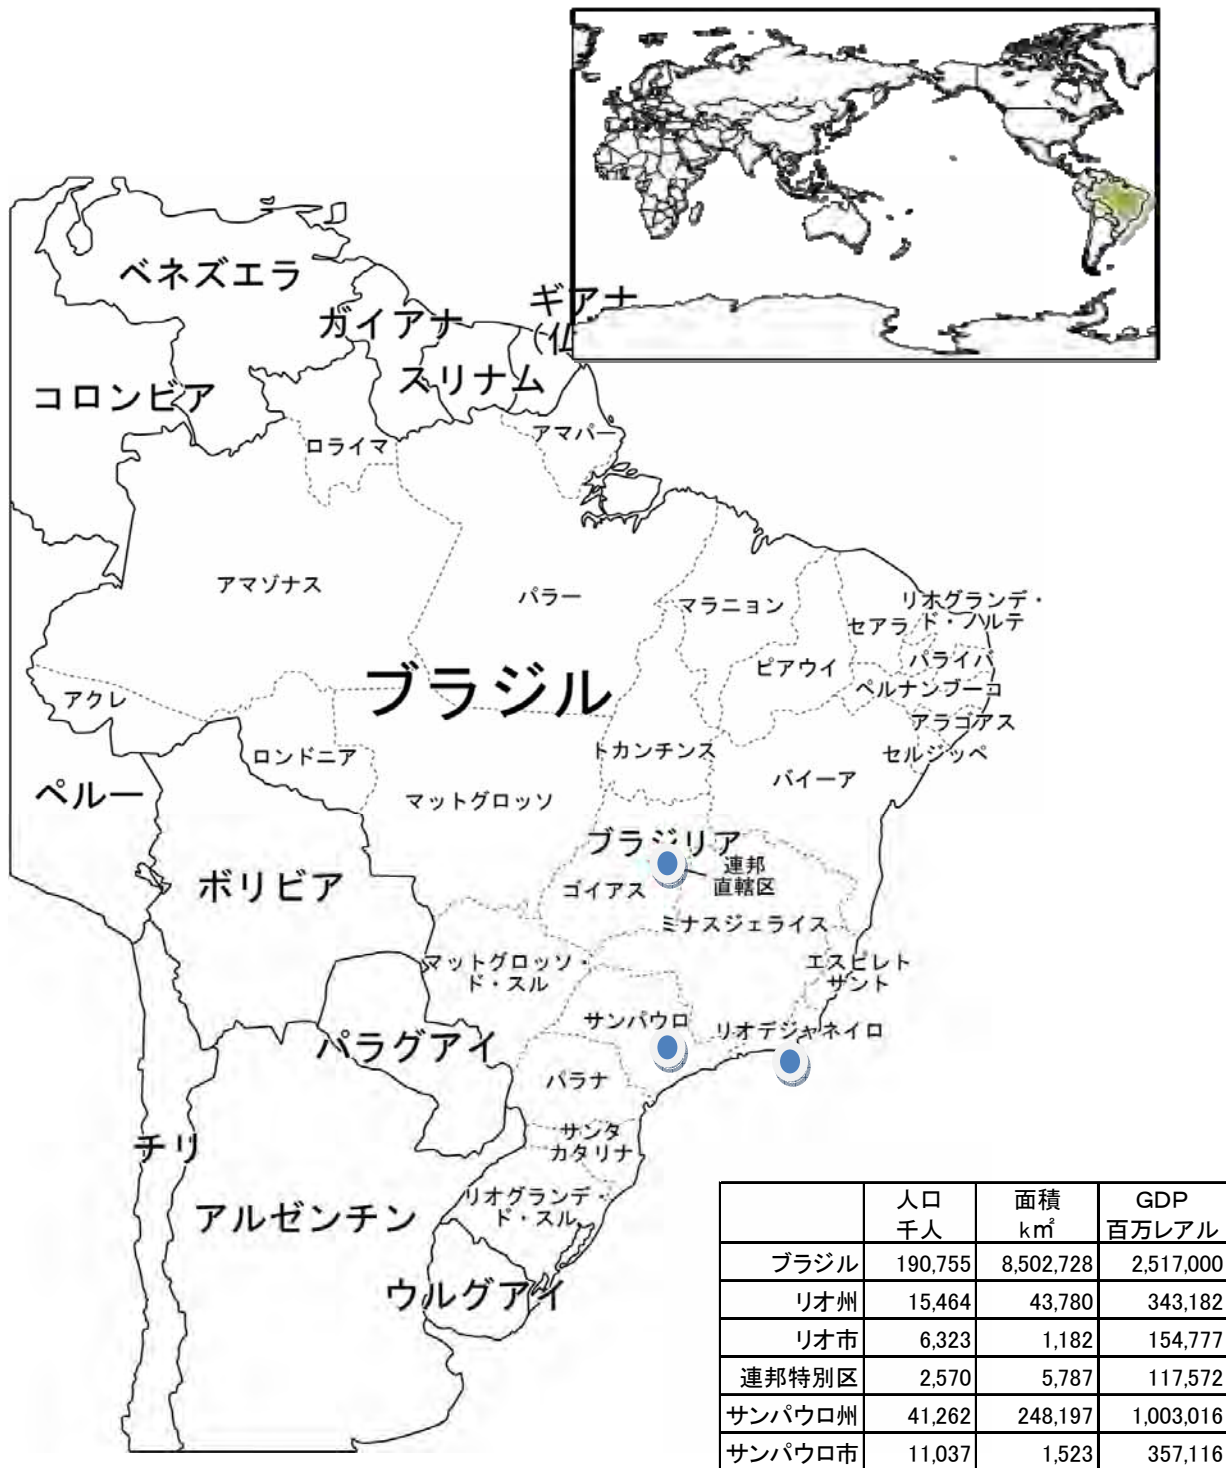 ベネズエラ
ガイアナ
ギアナ
(仏
スリナム
コロンビア
ロライマ
アマパー
アマゾナス
パラー
マラニョン
セアラ
リオグランデ・
ド・ノルテ
ピアウイ
パライバ
ペルナンブーコ
アラゴアス
セルジッペ
アクレ
ブラジル
ロンドニア
トカンチンス
バイーア
ペルー
マットグロッソ
ブラジリア
連邦
直轄区
ボリビア
ゴイアス
ミナスジェライス
マットグロッソ・
ド・スル
エスピレト
サント
サンパウロ
リオデジャネイロ
パラグアイ
パラナ
チリ
サンタ
カタリナ
アルゼンチン
リオグランデ・
ド・スル
ウルグアイ
人口 面積 GDP
千人 k㎡ 百万レアル
ブラジル 190,755 8,502,728 2,517,000
リオ州 15,464 43,780 343,182
リオ市 6,323 1,182 154,777
連邦特別区 2,570 5,787 117,572
サンパウロ州 41,262 248,197 1,003,016
サンパウロ市 11,037 1,523 357,116